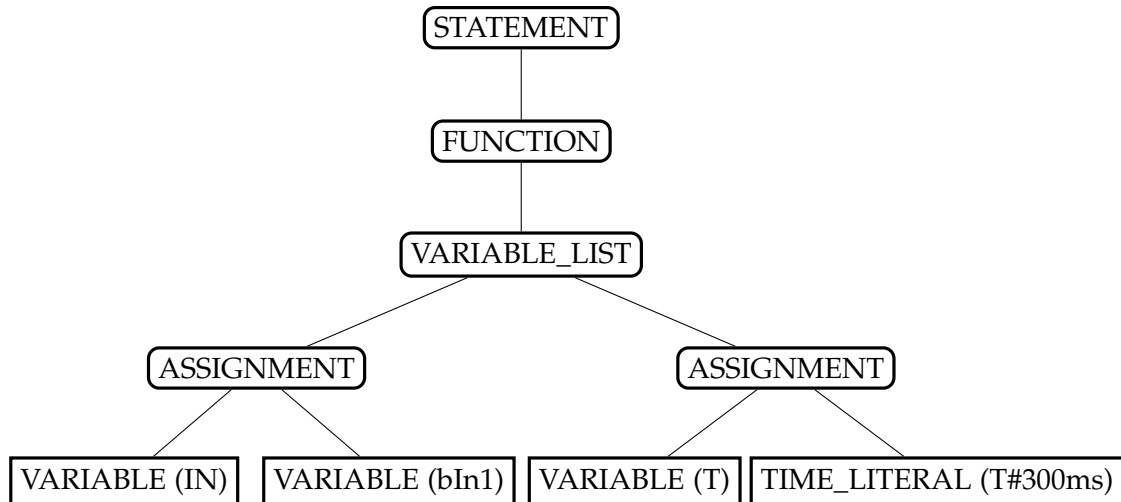 STATEMENT
FUNCTION
VARIABLE_LIST
ASSIGNMENT ASSIGNMENT
VARIABLE (IN) VARIABLE (bIn1) VARIABLE (T) TIME_LITERAL (T#300ms)